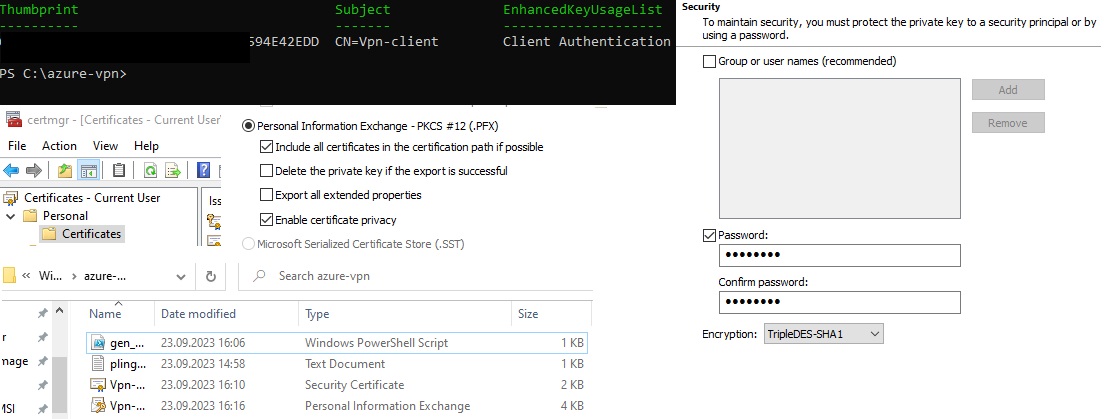 Thumbprint Subject EnhancedKeyUsageList
---------- ------- --------------------
594E42EDD CN=Vpn-client Client Authentication
PS C:\azure-vpn>
certmgr - [Certificates - Current User
File Action View Help
Certificates - Current User
Personal
Certificates
Iss
Personal Information Exchange - PKCS #12 (.PFX)
Include all certificates in the certification path if possible
Delete the private key if the export is successful
Export all extended properties
Enable certificate privacy
Microsoft Serialized Certificate Store (.SST)
« Wi... azure-...
Search azure-vpn
Name Date modified Type Size
gen_... 23.09.2023 16:06 Windows PowerShell Script 1 KB
pling... 23.09.2023 14:58 Text Document 1 KB
Vpn-... 23.09.2023 16:10 Security Certificate 2 KB
Vpn-... 23.09.2023 16:16 Personal Information Exchange 4 KB
r
mage
MSI
Security
To maintain security, you must protect the private key to a security principal or by
using a password.
Group or user names (recommended)
Add
Remove
Password:
●●●●●●●●
Confirm password:
●●●●●●●●
Encryption: TripleDES-SHA1